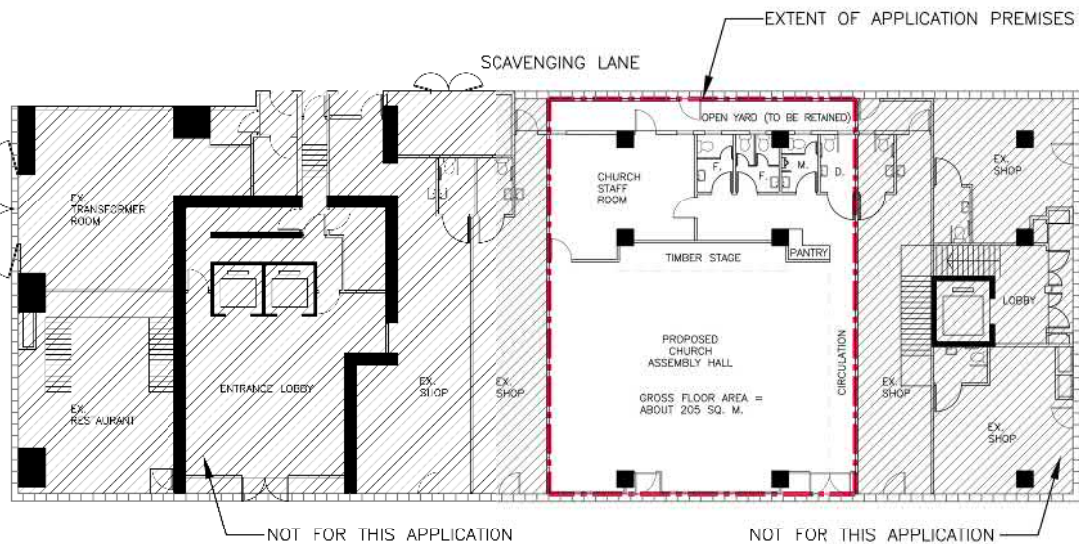 EXTENT OF APPLICATION PREMISES
SCAVENGING LANE
OPEN YARD (TO BE RETAINED)
F.
F.
M.
D.
CHURCH
STAFF
ROOM
EX.
SHOP
EX.
TRANSFORMER
ROOM
TIMBER STAGE
PANTRY
LOBBY
PROPOSED
CHURCH
ASSEMBLY HALL
CIRCULATION
GROSS FLOOR AREA =
ABOUT 205 SQ. M.
ENTRANCE LOBBY
EX.
SHOP
EX.
SHOP
EX.
SHOP
EX.
RESTAURANT
EX.
SHOP
NOT FOR THIS APPLICATION
NOT FOR THIS APPLICATION